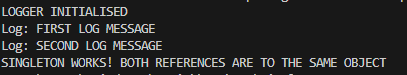 LOGGER INITIALISED
Log: FIRST LOG MESSAGE
Log: SECOND LOG MESSAGE
SINGLETON WORKS! BOTH REFERENCES ARE TO THE SAME OBJECT